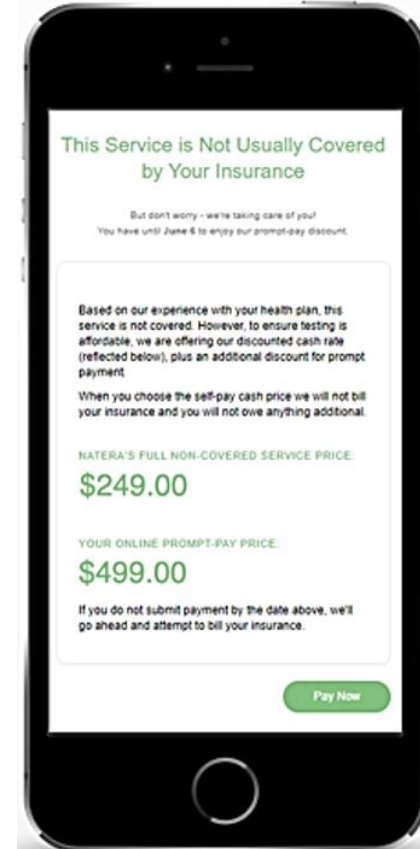 This Service is Not Usually Covered
by Your Insurance
But don't worry - we're taking care of you!
You have until June 6 to enjoy our prompt-pay discount.
Based on our experience with your health plan, this
service is not covered. However, to ensure testing is
affordable, we are offering our discounted cash rate
(reflected below), plus an additional discount for prompt
payment.
When you choose the self-pay cash price we will not bill
your insurance and you will not owe anything additional.
NATERA'S FULL NON-COVERED SERVICE PRICE:
$249.00
YOUR ONLINE PROMPT-PAY PRICE:
$499.00
If you do not submit payment by the date above, we'll
go ahead and attempt to bill your insurance.
Pay Now